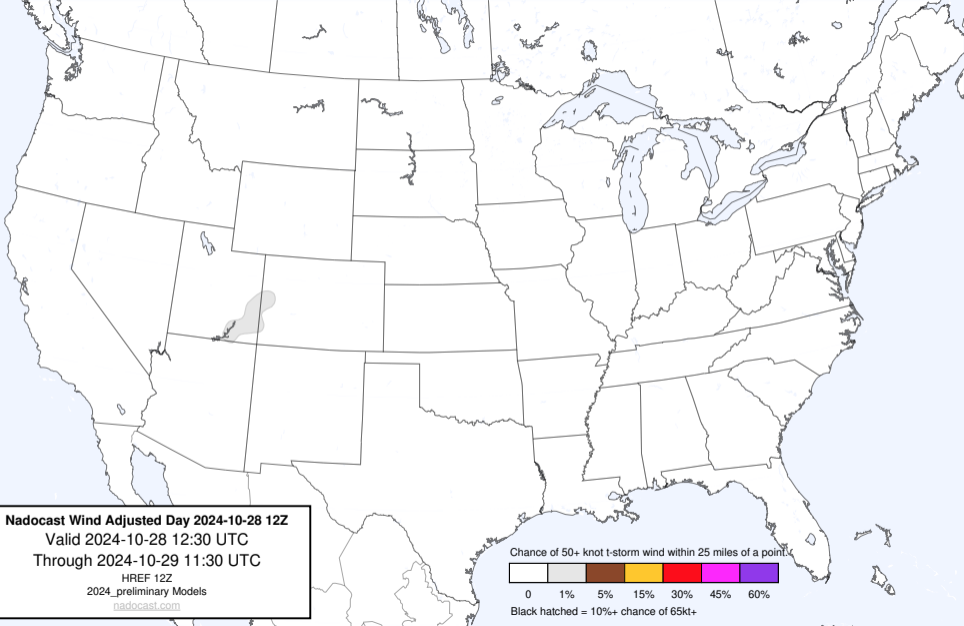 Nadocast Wind Adjusted Day 2024-10-28 12Z
Valid 2024-10-28 12:30 UTC
Through 2024-10-29 11:30 UTC
HREF 12Z
2024_preliminary Models
nadocast.com
Chance of 50+ knot t-storm wind within 25 miles of a point.
0 1% 5% 15% 30% 45% 60%
Black hatched = 10%+ chance of 65kt+